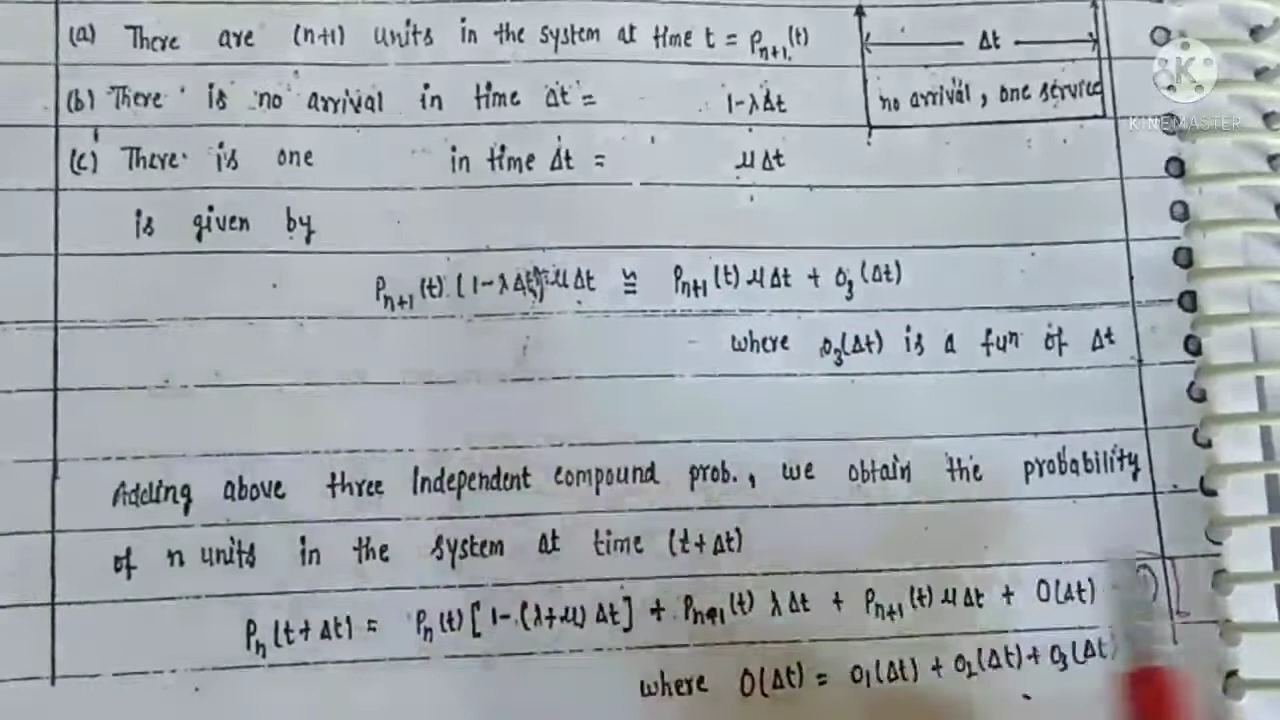 (a) There are (n+1) units in the system at time t = Pₙ₊₁(t)
Δt
(b) There is no arrival in time Δt = 1-λΔt
no arrival, one service
KINEMASTER
(c) There is one in time Δt = μΔt
is given by
Pₙ₊₁(t) [1-λΔt] μΔt ≅ Pₙ₊₁(t) μΔt + o₃(Δt)
where o₃(Δt) is a funⁿ of Δt
Adding above three Independent compound prob., we obtain the probability
of n units in the system at time (t+Δt)
Pₙ(t+Δt) = Pₙ(t) [1-(λ+μ)Δt] + Pₙ₋₁(t) λΔt + Pₙ₊₁(t) μΔt + O(Δt)
where O(Δt) = o₁(Δt) + o₂(Δt) + o₃(Δt)